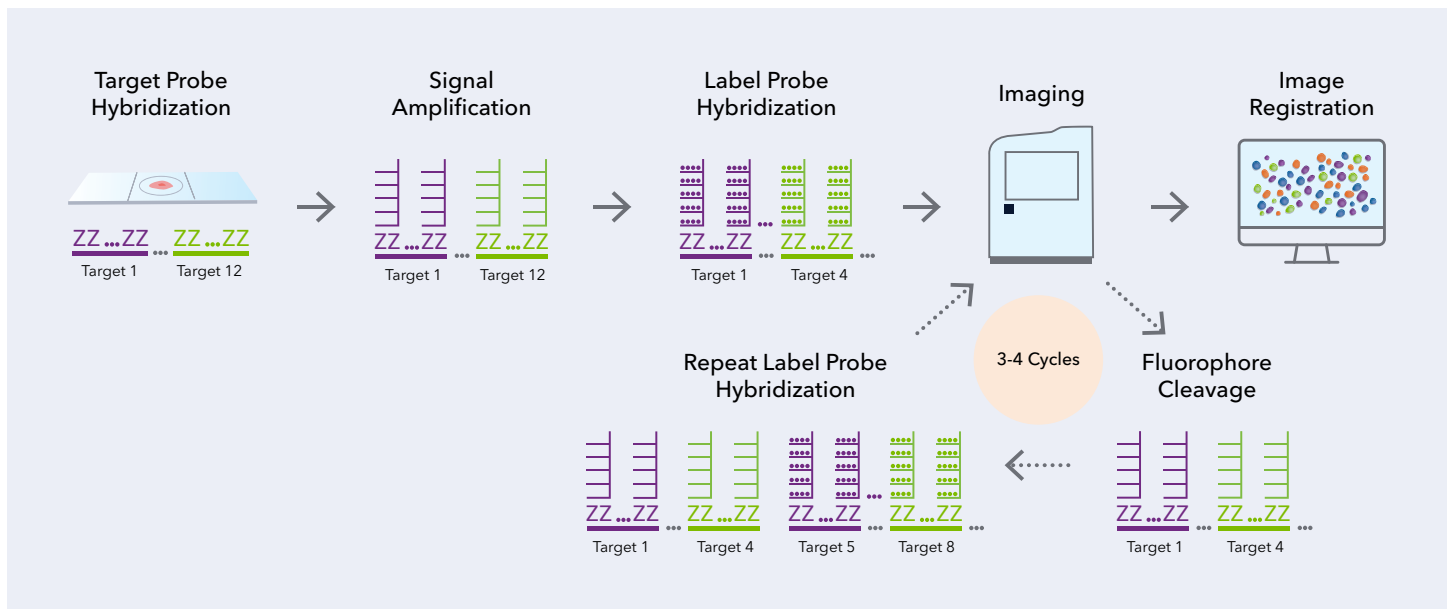 Target Probe
Hybridization
ZZ...ZZ ... ZZ...ZZ
Target 1
Target 12
Signal
Amplification
ZZ...ZZ ... ZZ...ZZ
Target 1
Target 12
Label Probe
Hybridization
ZZ...ZZ ... ZZ...ZZ ...
Target 1
Target 4
Imaging
Image
Registration
3-4 Cycles
Fluorophore
Cleavage
ZZ...ZZ ... ZZ...ZZ ...
Target 1
Target 4
Repeat Label Probe
Hybridization
ZZ...ZZ ... ZZ...ZZ ZZ...ZZ ... ZZ...ZZ ...
Target 1
Target 4
Target 5
Target 8